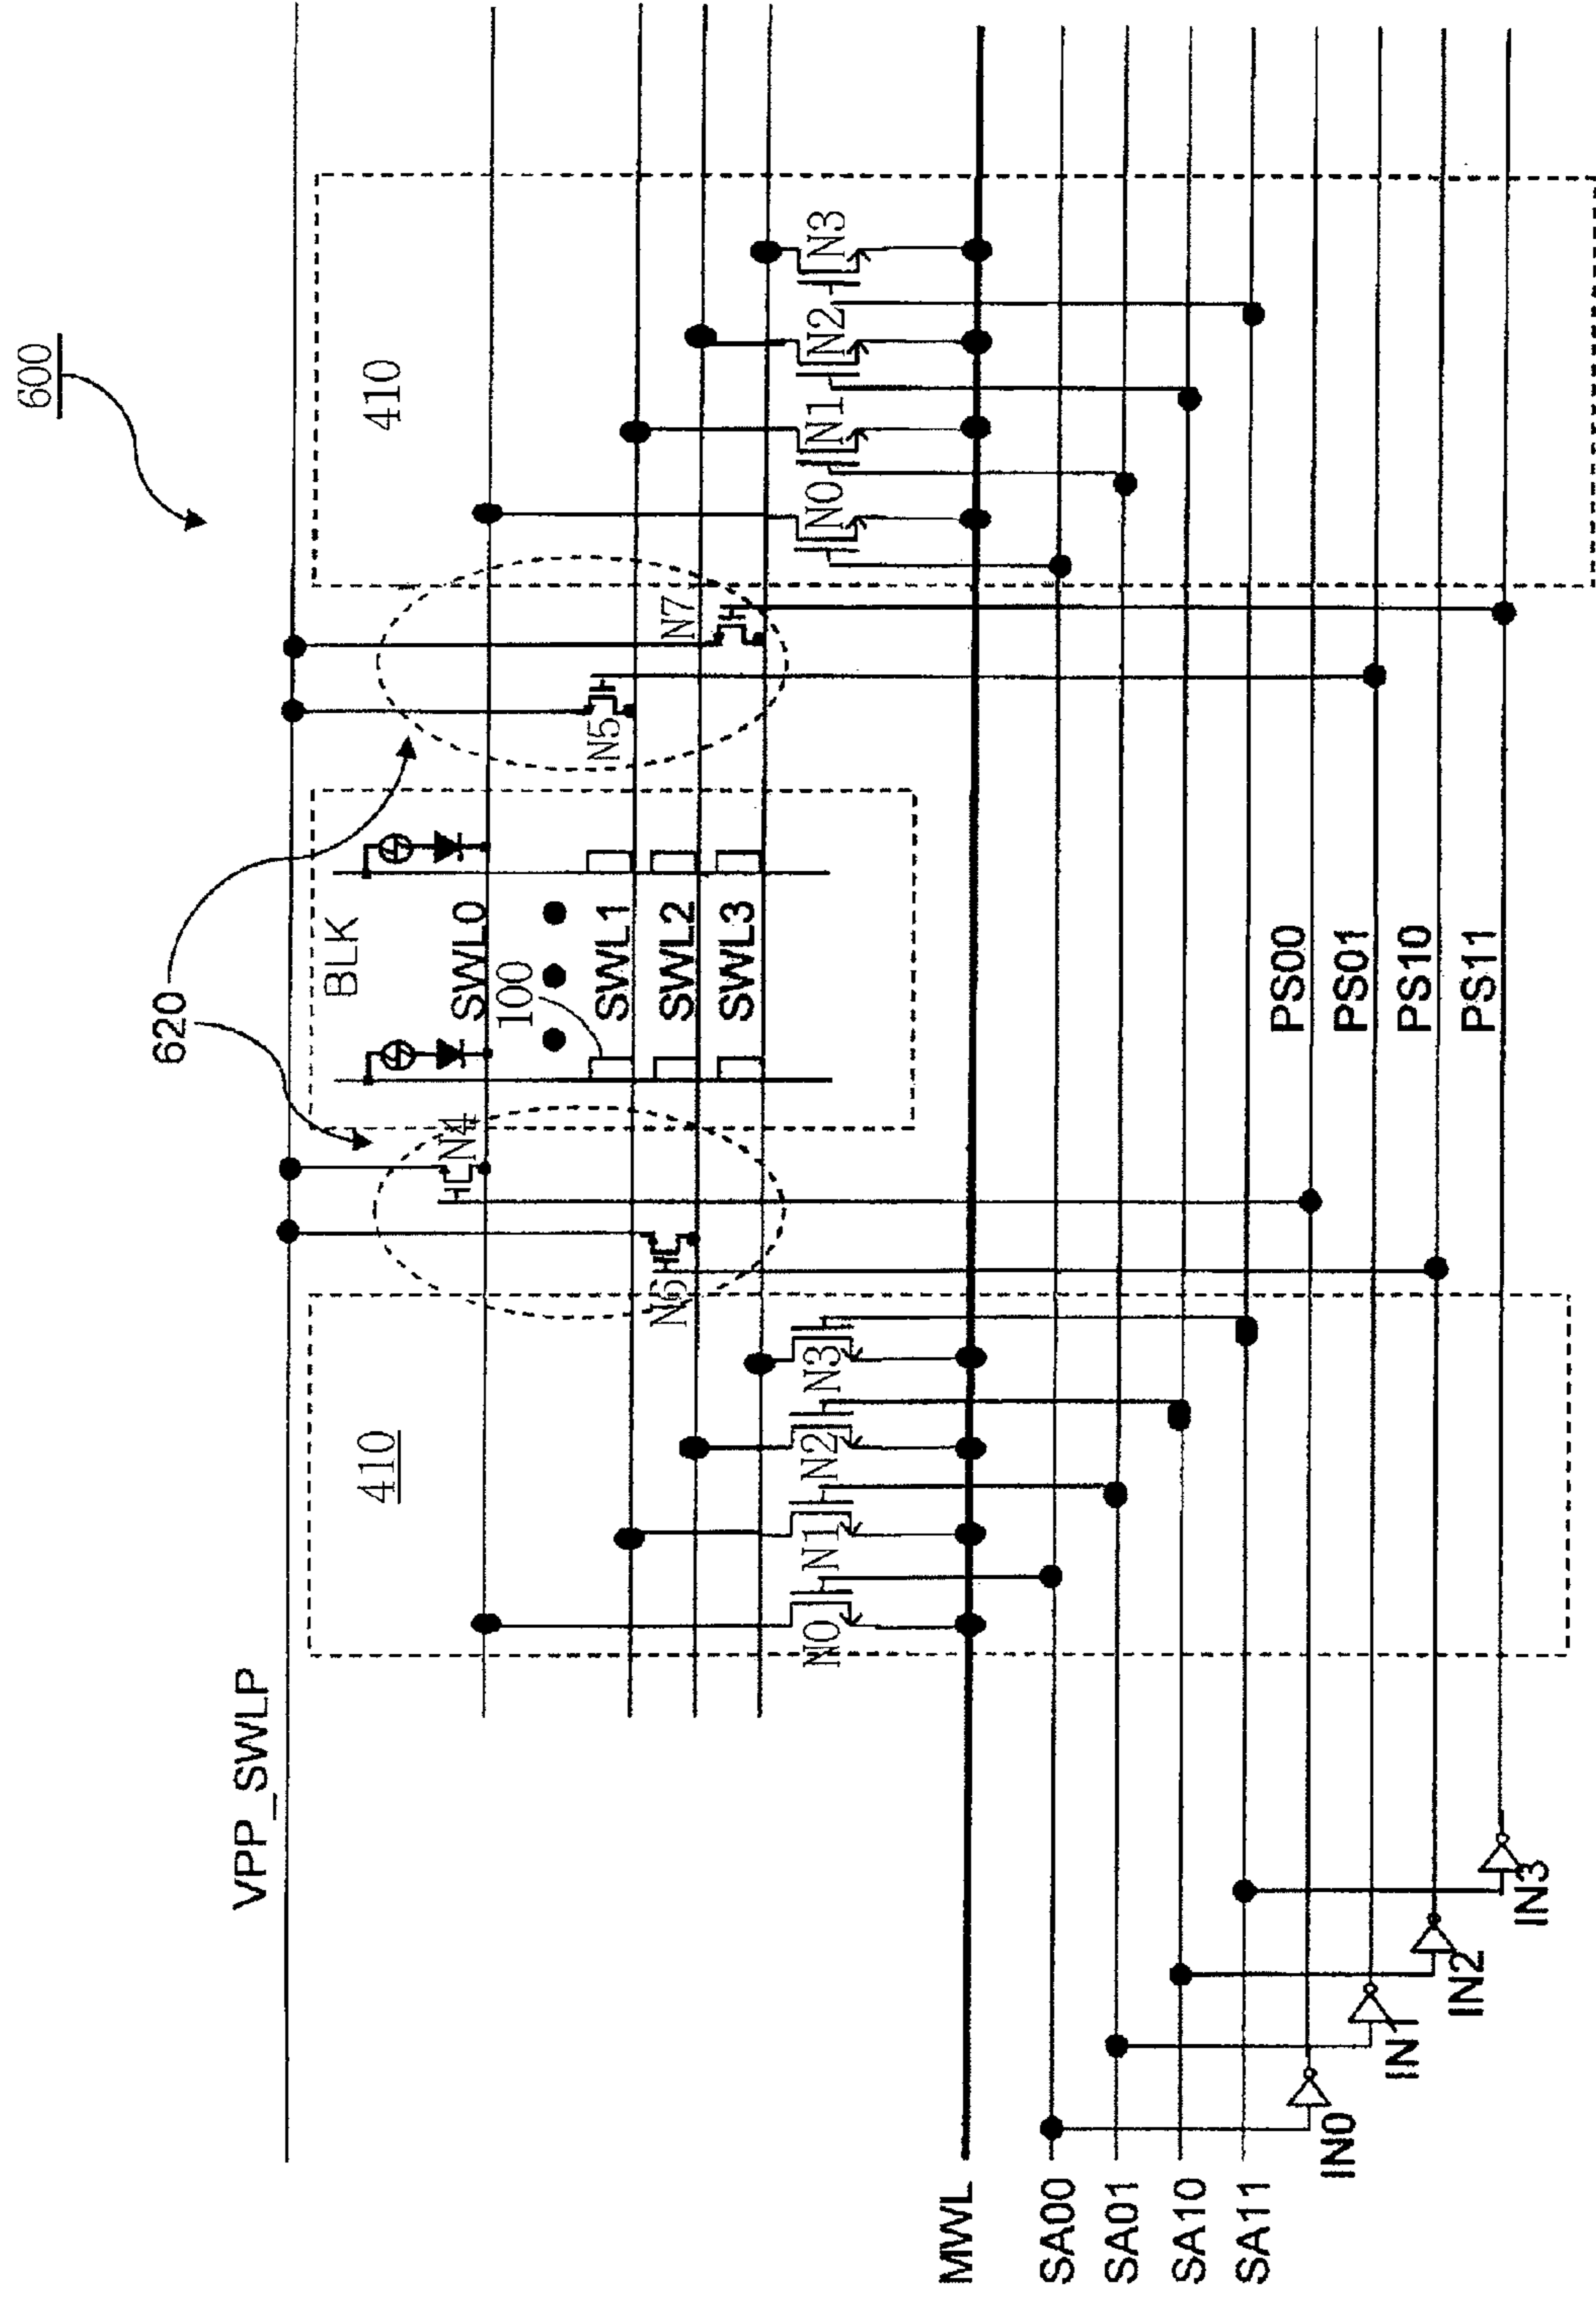 600
620
VPP_SWLP
410
N0
N1
N2
N3
N6
N4
BLK
SWL0
100
SWL1
SWL2
SWL3
N5
N7
410
N0
N1
N2
N3
MWL
SA00
SA01
SA10
SA11
PS00
PS01
PS10
PS11
IN0
IN1
IN2
IN3